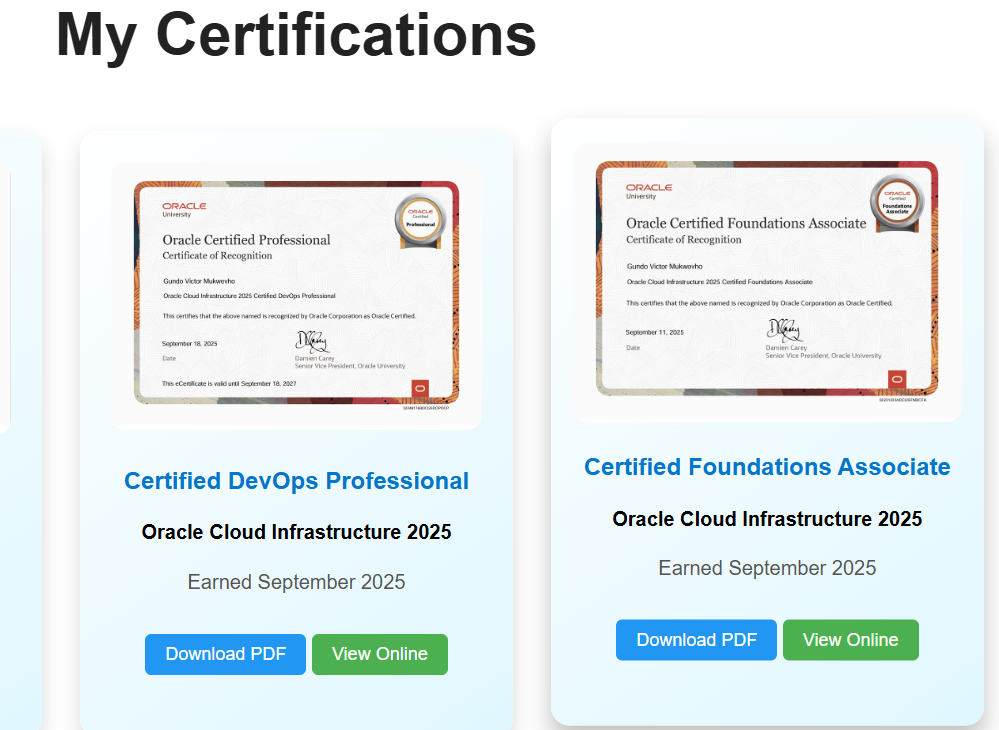 My Certifications
ORACLE
University
ORACLE
Certified
Professional
Oracle Certified Professional
Certificate of Recognition
Gundo Victor Mukwevho
Oracle Cloud Infrastructure 2025 Certified DevOps Professional
This certifies that the above named is recognized by Oracle Corporation as Oracle Certified.
September 18, 2025
Date
Damien Carey
Senior Vice President, Oracle University
This eCertificate is valid until September 18, 2027
Certified DevOps Professional
Oracle Cloud Infrastructure 2025
Earned September 2025
Download PDF
View Online
ORACLE
University
ORACLE
Certified
Foundations
Associate
Oracle Certified Foundations Associate
Certificate of Recognition
Gundo Victor Mukwevho
Oracle Cloud Infrastructure 2025 Certified Foundations Associate
This certifies that the above named is recognized by Oracle Corporation as Oracle Certified.
September 11, 2025
Date
Damien Carey
Senior Vice President, Oracle University
Certified Foundations Associate
Oracle Cloud Infrastructure 2025
Earned September 2025
Download PDF
View Online